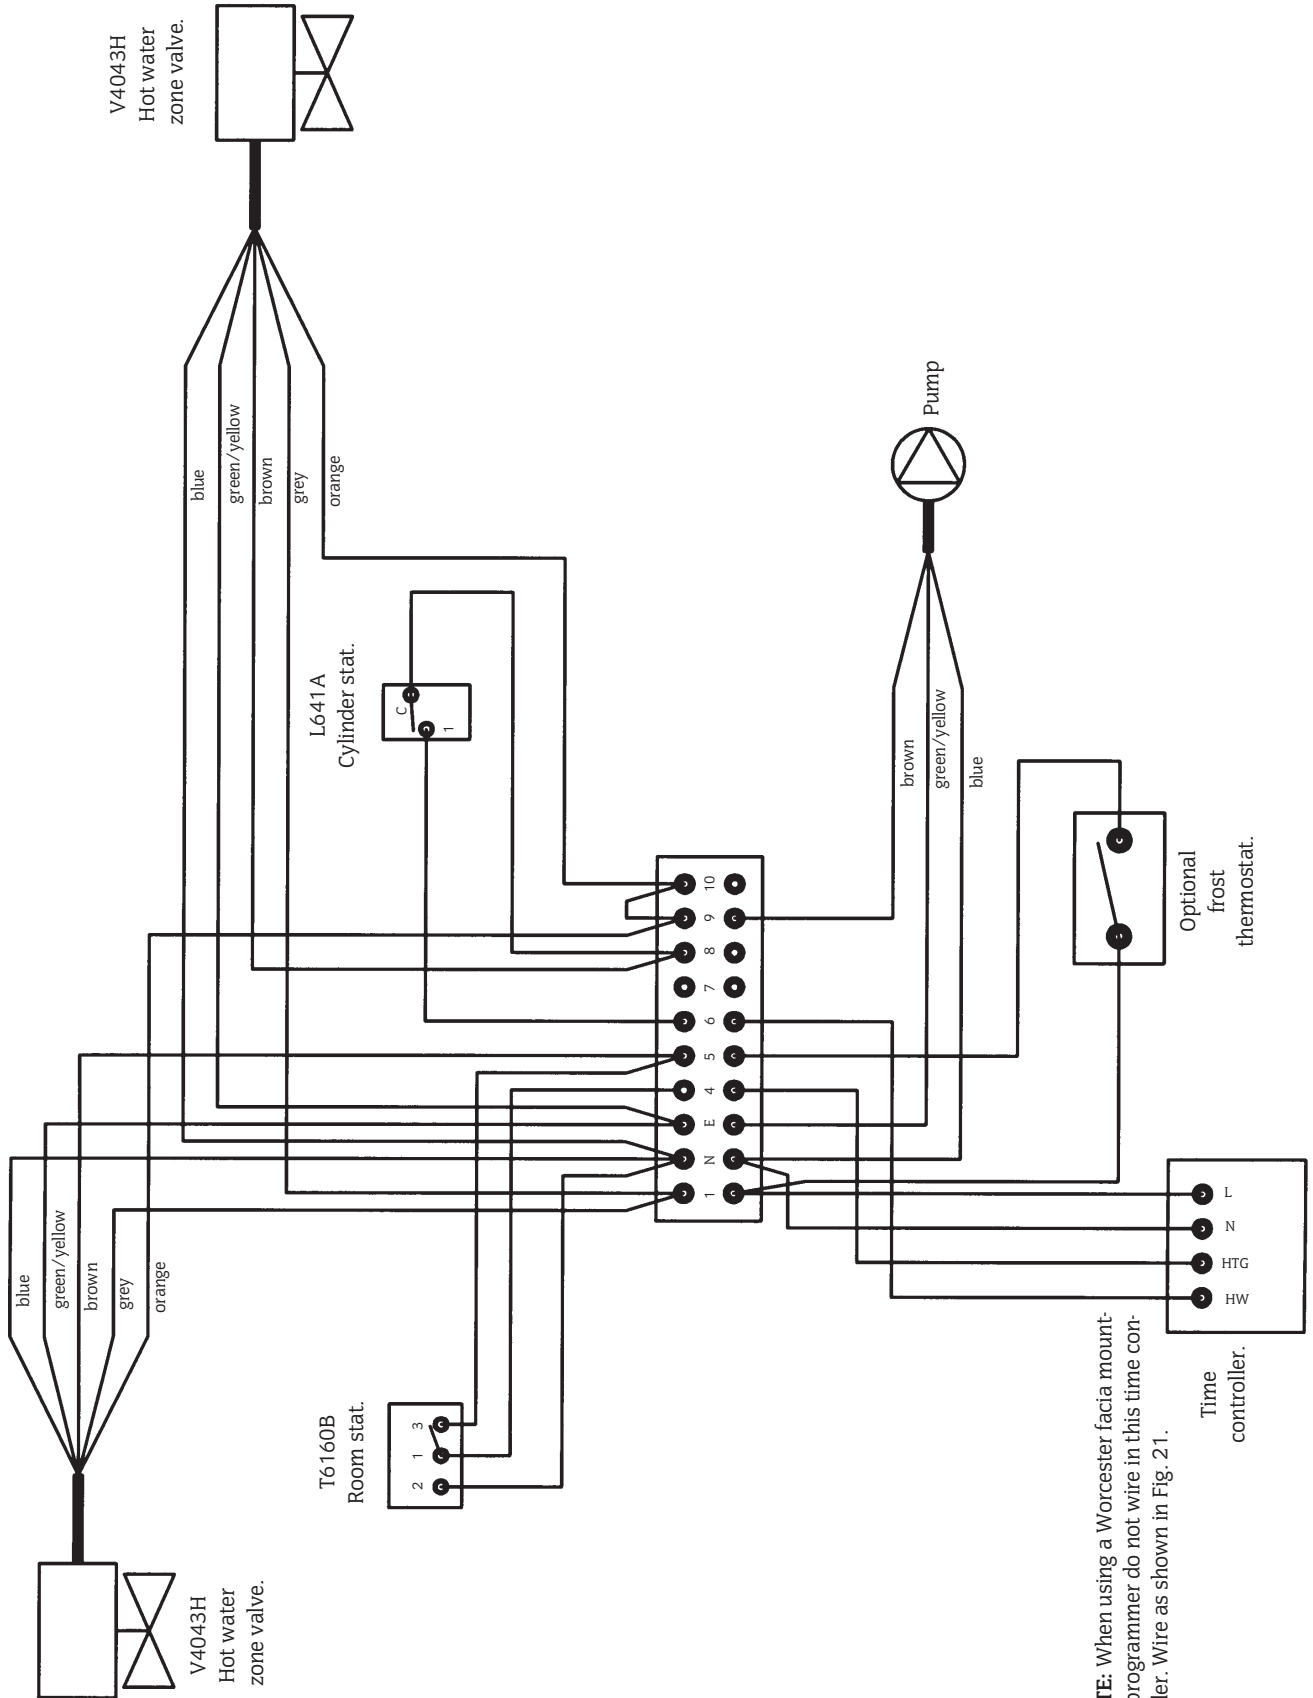 V4043H
Hot water
zone valve.
blue
green/yellow
brown
grey
orange
V4043H
Hot water
zone valve.
blue
green/yellow
brown
grey
orange
T6160B
Room stat.
2 1 3
L641A
Cylinder stat.
C
1
1 N E 4 5 6 7 8 9 10
brown
green/yellow
blue
Pump
TE: When using a Worcester facia mount-
programmer do not wire in this time con-
ler. Wire as shown in Fig. 21.
Time
controller.
HW HTG N L
Optional
frost
thermostat.